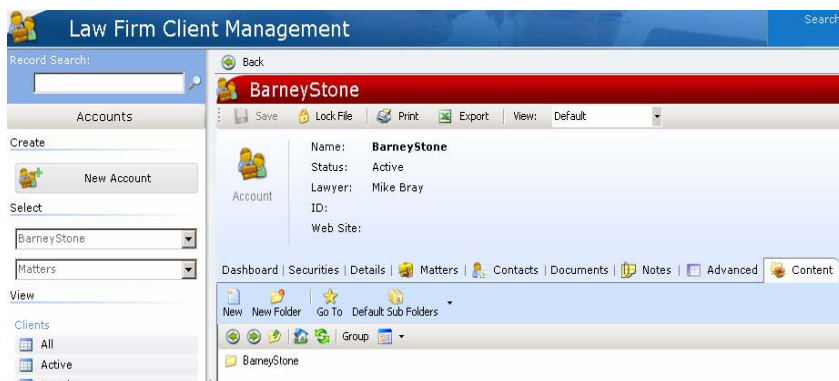 Law Firm Client Management
Search
Record Search:
Accounts
Create
New Account
Select
BarneyStone
Matters
View
Clients
All
Active
Back
BarneyStone
Save Lock File Print Export View: Default
Account
Name: BarneyStone
Status: Active
Lawyer: Mike Bray
ID:
Web Site:
Dashboard | Securities | Details | Matters | Contacts | Documents | Notes | Advanced Content
New New Folder Go To Default Sub Folders
Group
BarneyStone